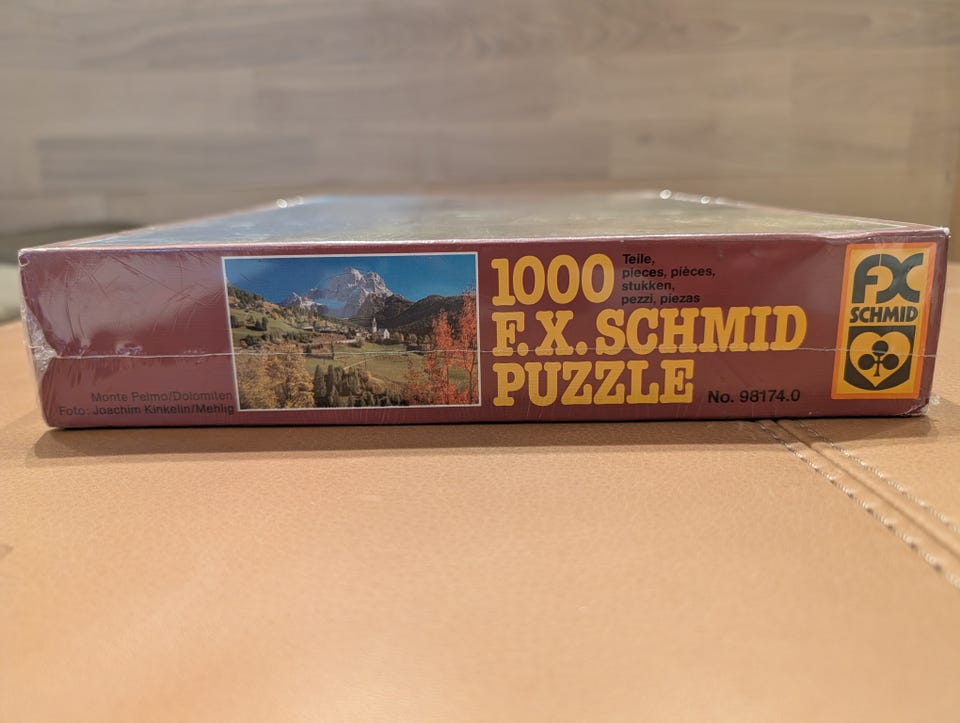 Monte Pelmo/Dolomiten
Foto: Joachim Kinkelin/Mehlig
1000
Teile,
pieces, pièces,
stukken,
pezzi, piezas
F.X. SCHMID
PUZZLE
No. 98174.0
FX
SCHMID